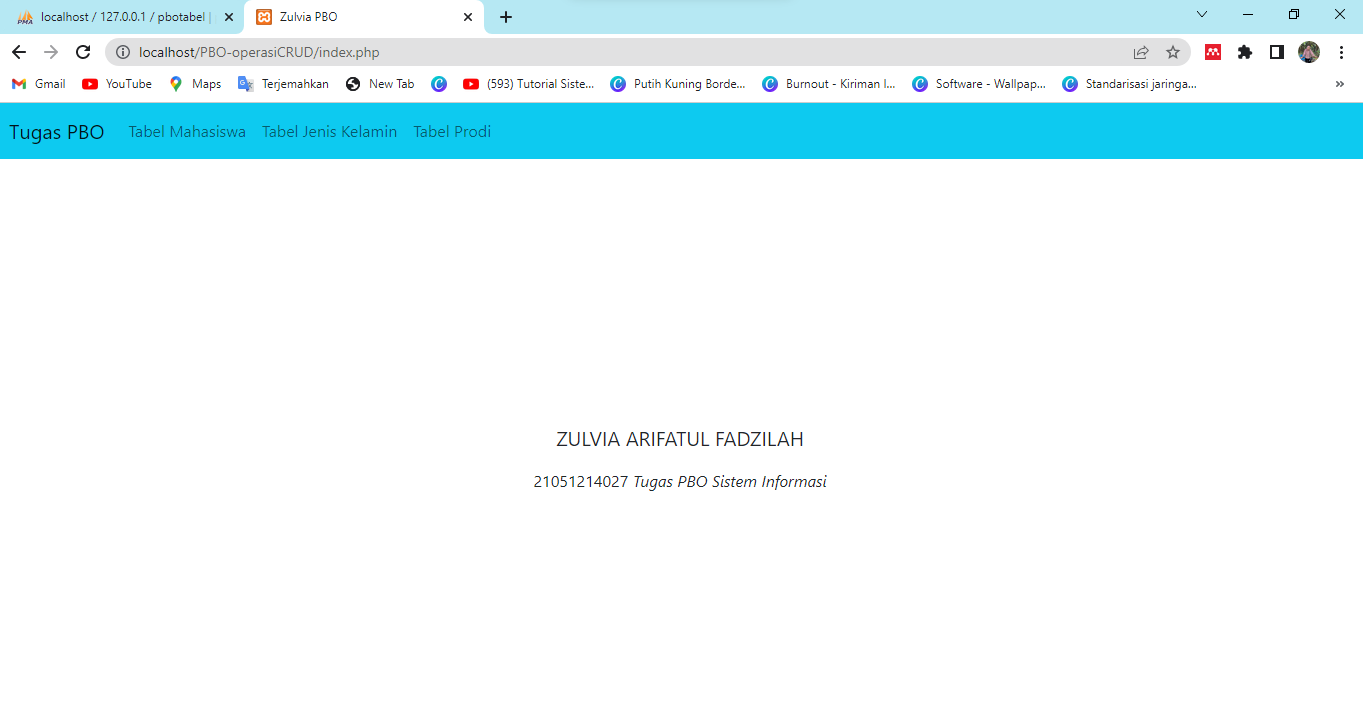 localhost / 127.0.0.1 / pbotabel |
Zulvia PBO
localhost/PBO-operasiCRUD/index.php
Gmail YouTube Maps Terjemahkan New Tab (593) Tutorial Siste... Putih Kuning Borde... Burnout - Kiriman I... Software - Wallpap... Standarisasi jaringa... »
Tugas PBO Tabel Mahasiswa Tabel Jenis Kelamin Tabel Prodi
ZULVIA ARIFATUL FADZILAH
21051214027 Tugas PBO Sistem Informasi